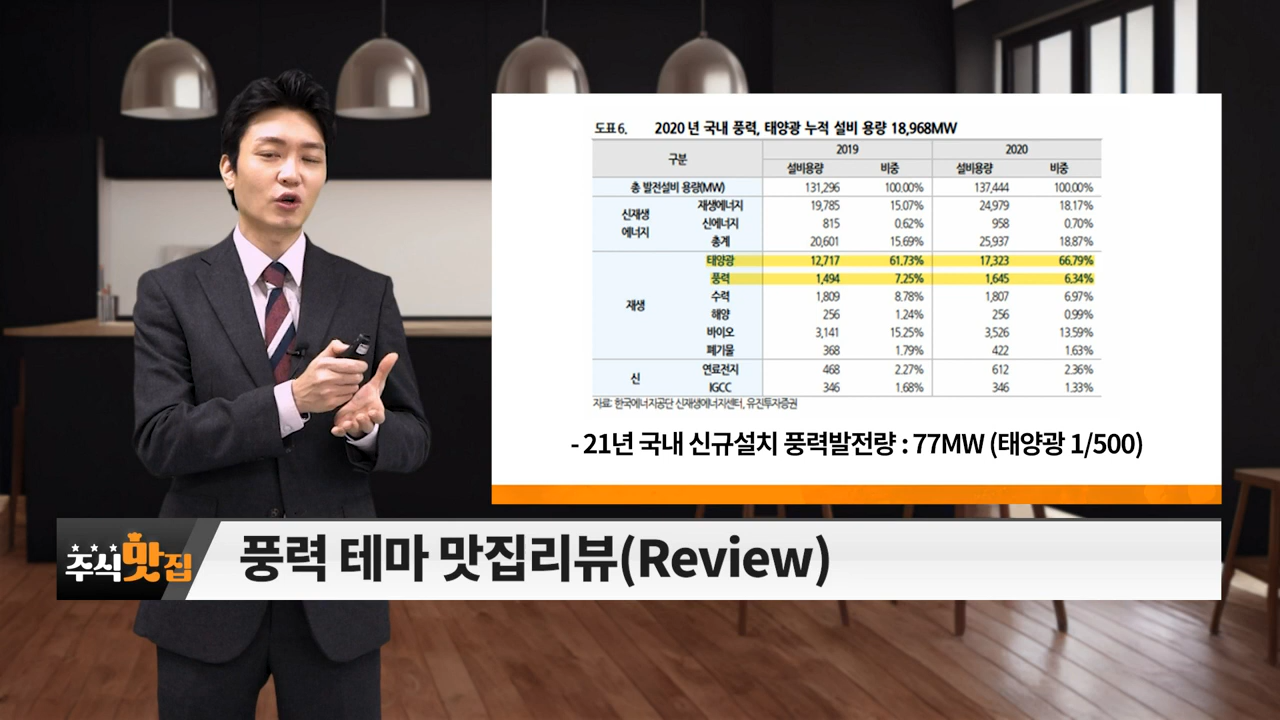 도표 6. 2020년 국내 풍력, 태양광 누적 설비 용량 18,968MW
구분 2019 2020
설비용량 비중 설비용량 비중
총 발전설비 용량(MW) 131,296 100.00% 137,444 100.00%
신재생 에너지 재생에너지 19,785 15.07% 24,979 18.17%
신에너지 815 0.62% 958 0.70%
총계 20,601 15.69% 25,937 18.87%
재생 태양광 12,717 61.73% 17,323 66.79%
풍력 1,494 7.25% 1,645 6.34%
수력 1,809 8.78% 1,807 6.97%
해양 256 1.24% 256 0.99%
바이오 3,141 15.25% 3,526 13.59%
폐기물 368 1.79% 422 1.63%
신 연료전지 468 2.27% 612 2.36%
IGCC 346 1.68% 346 1.33%
자료: 한국에너지공단 신재생에너지센터, 유진투자증권
- 21년 국내 신규설치 풍력발전량 : 77MW (태양광 1/500)
주식맛집
풍력 테마 맛집리뷰(Review)